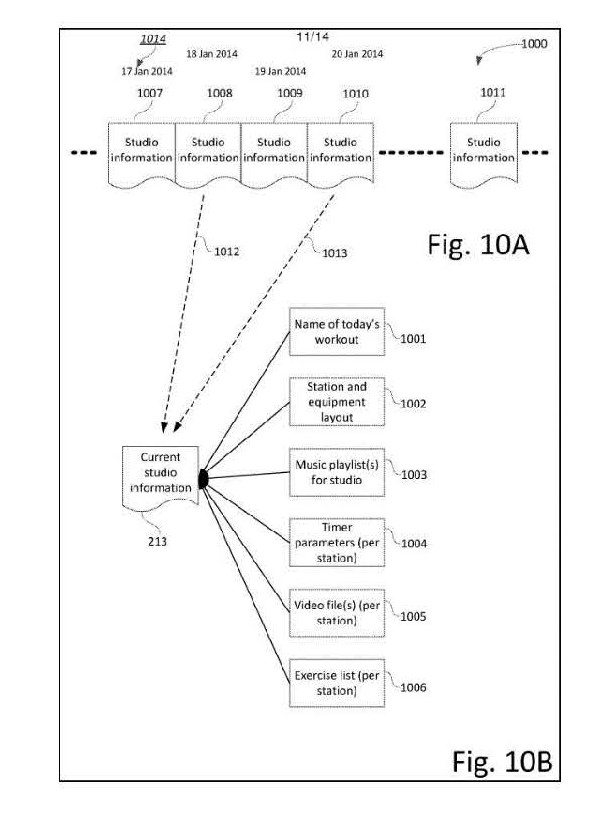 1014
11/14
1000
18 Jan 2014
20 Jan 2014
17 Jan 2014
19 Jan 2014
1007
1008
1009
1010
1011
Studio
information
Studio
information
Studio
information
Studio
information
Studio
information
1012
1013
Fig. 10A
Name of today's
workout
1001
Station and
equipment
layout
1002
Current
studio
information
213
Music playlist(s)
for studio
1003
Timer
parameters (per
station)
1004
Video file(s) (per
station)
1005
Exercise list (per
station)
1006
Fig. 10B